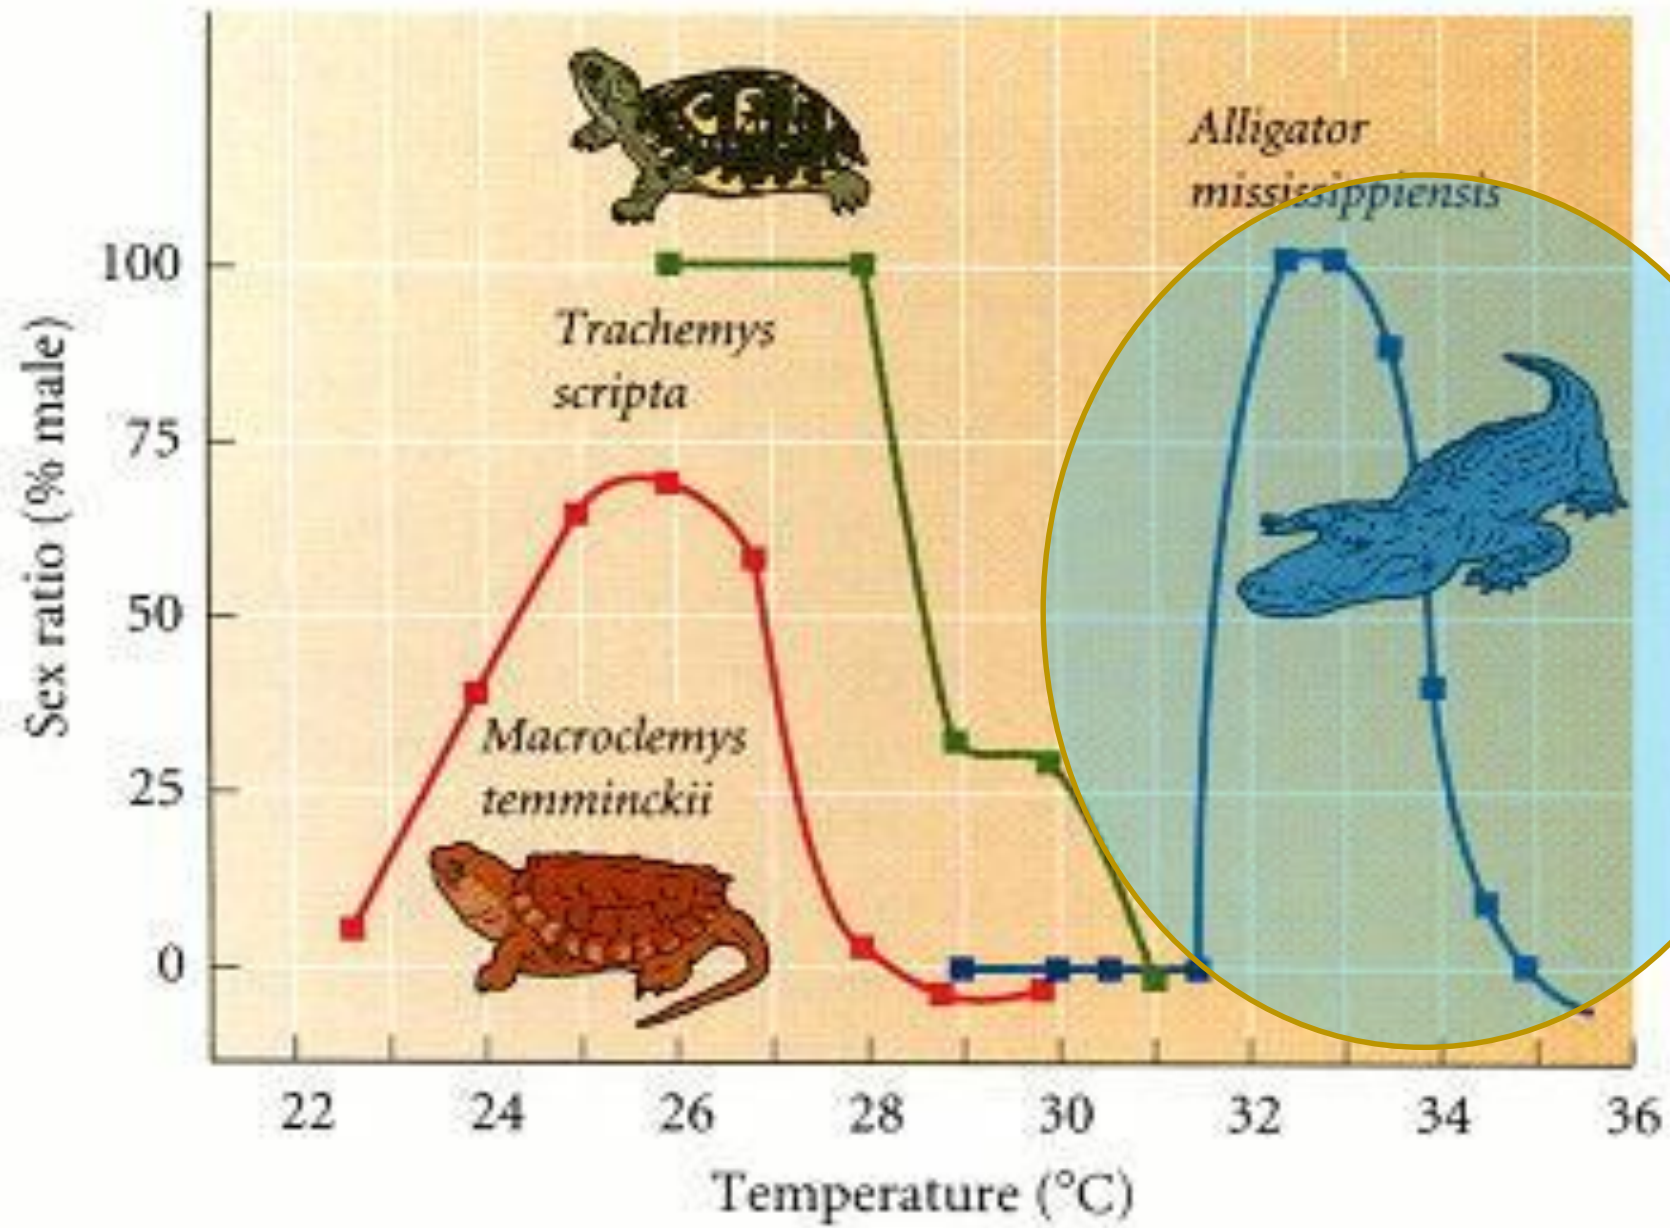 Alligator
mississippiensis
100
Trachemys
scripta
75
50
Macroclemys
temminckii
25
0
Sex ratio (% male)
22 24 26 28 30 32 34 36
Temperature (°C)